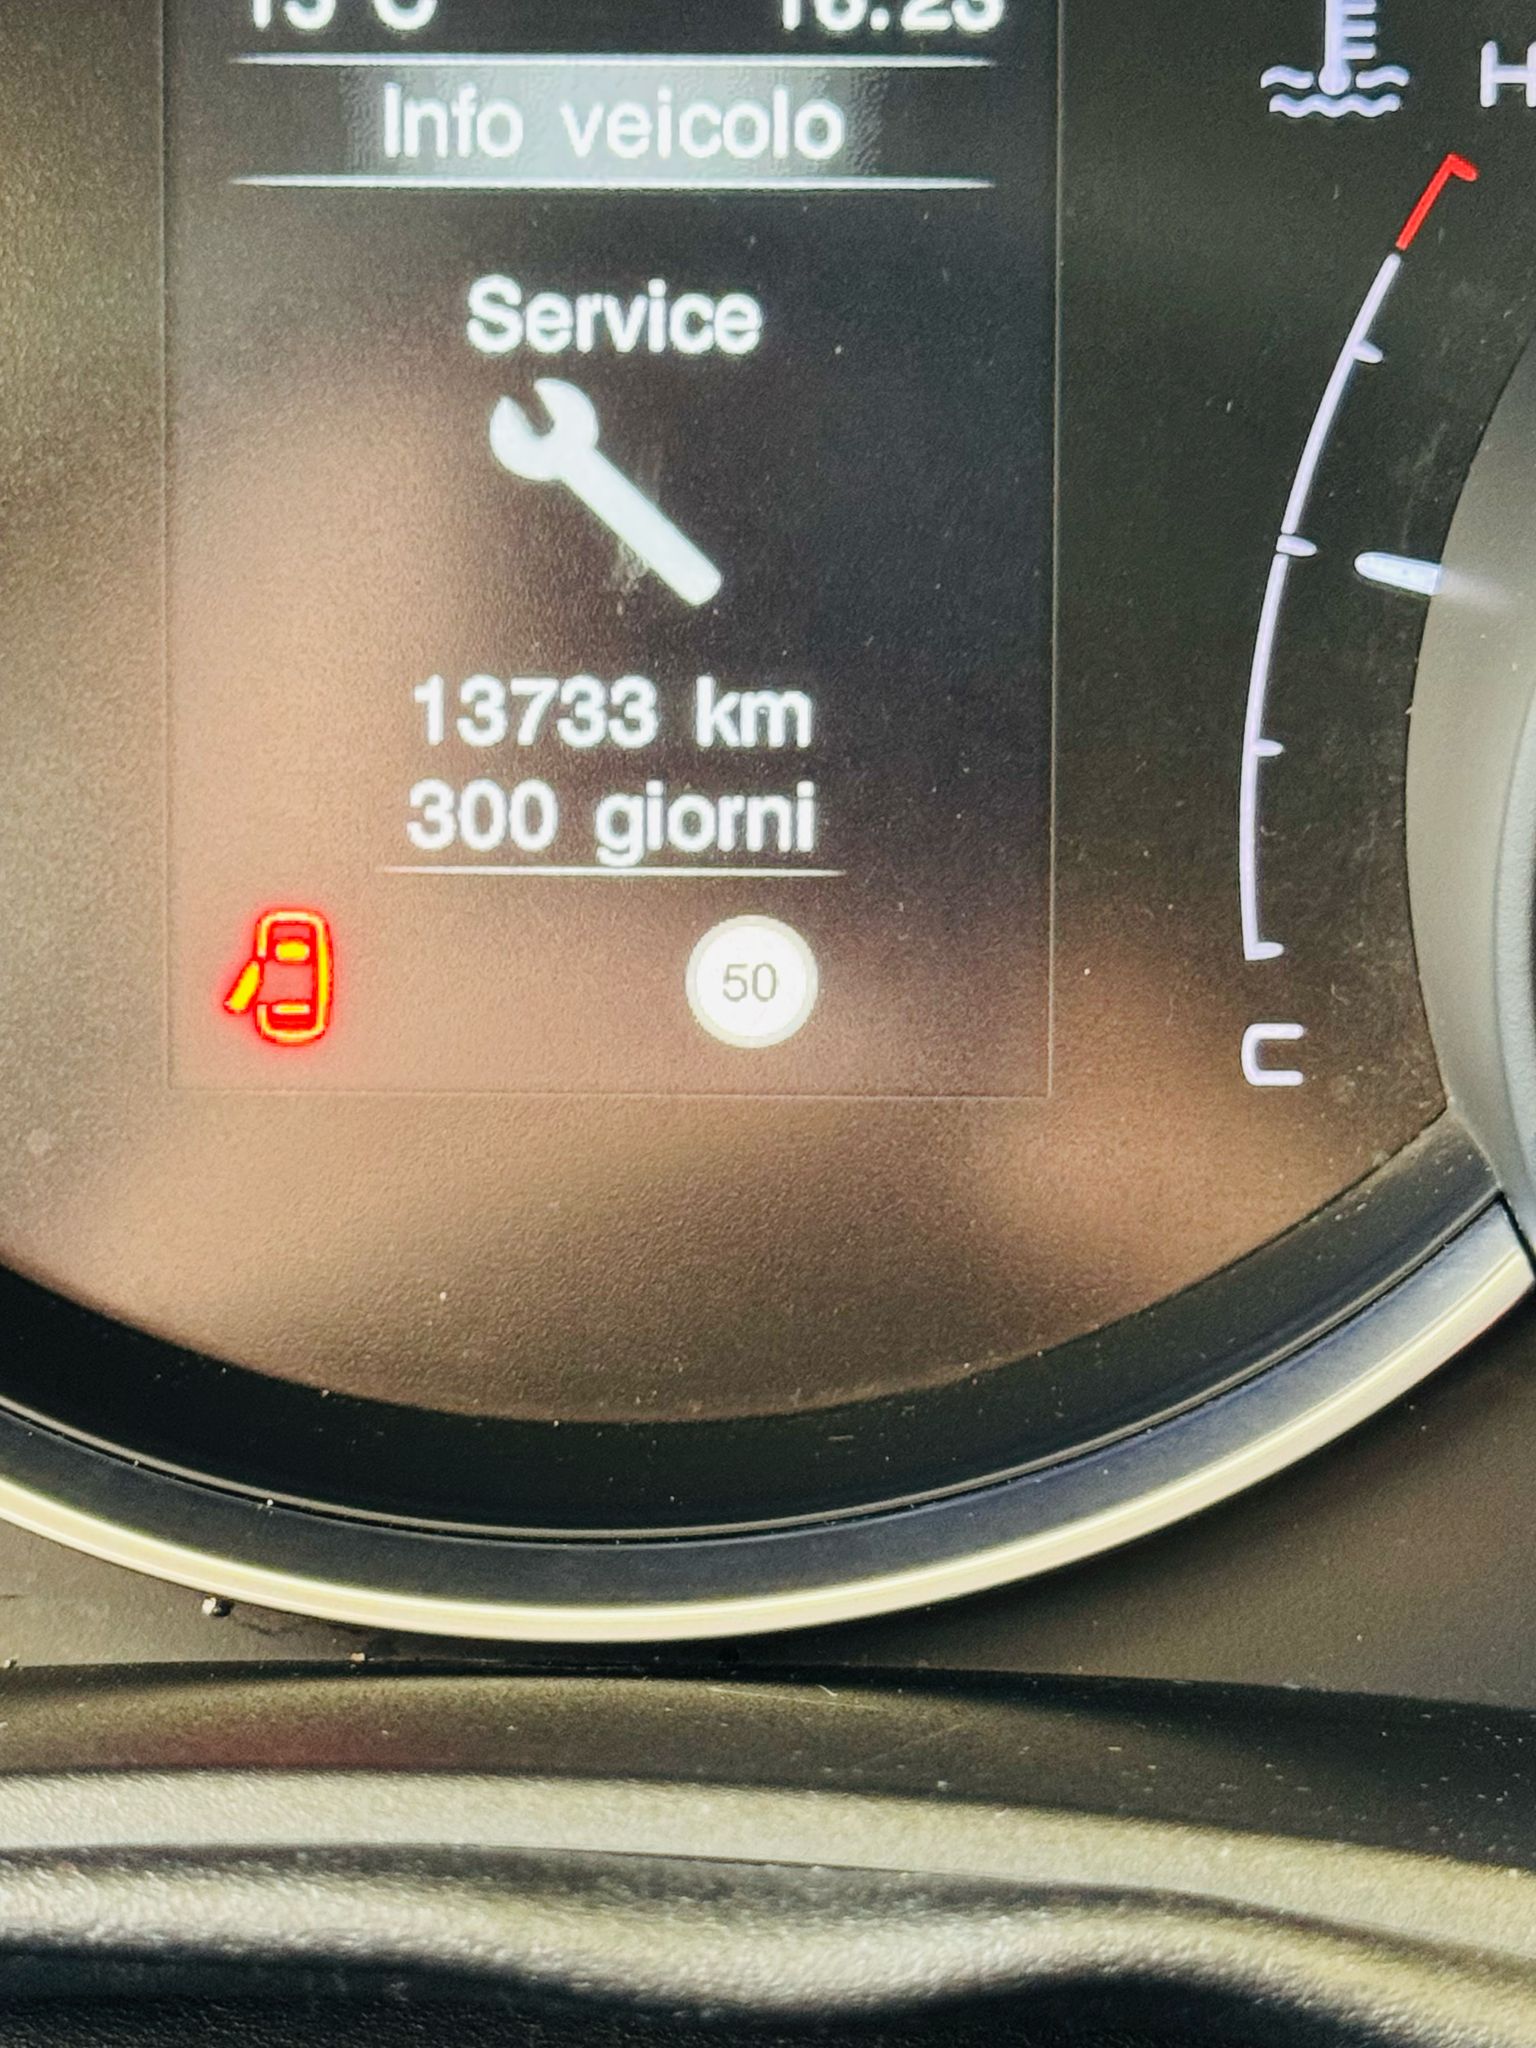 Info veicolo
H
Service
13733 km
300 giorni
50
C